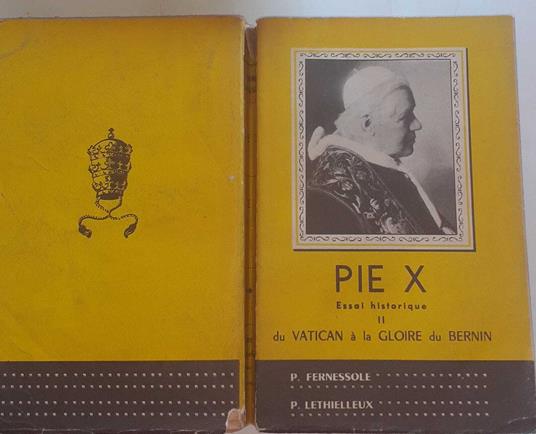 PIE X
Essai historique
II
du VATICAN à la GLOIRE du BERNIN
P. FERNESSOLE
P. LETHIELLEUX